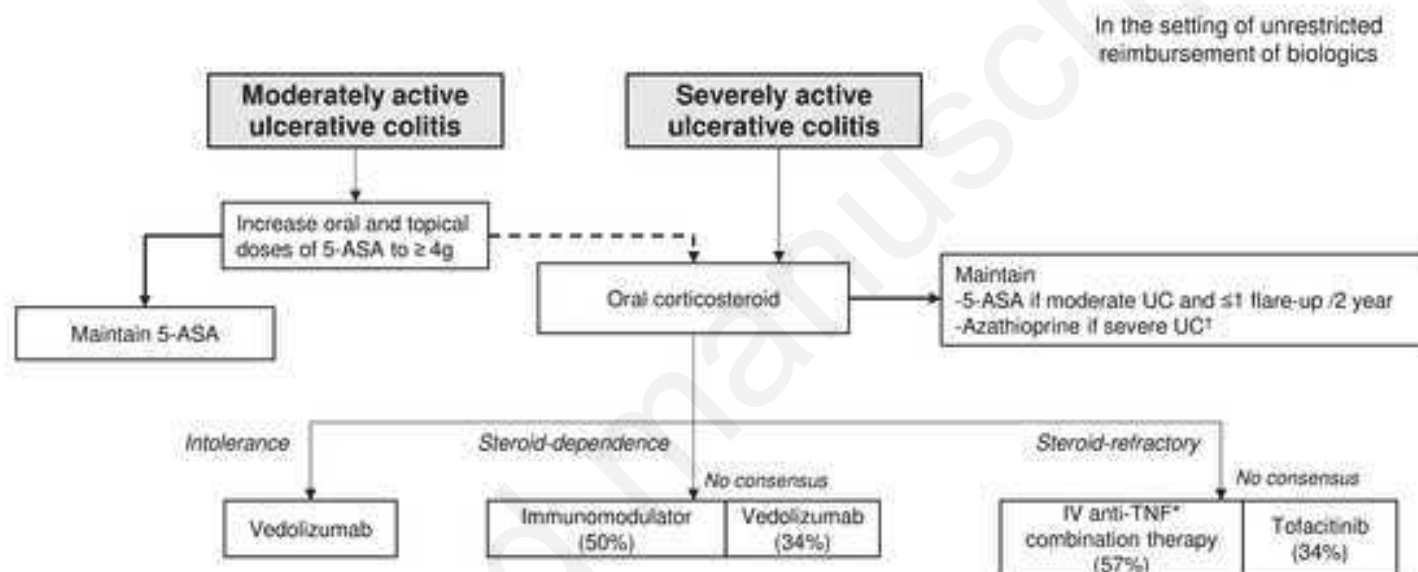 In the setting of unrestricted
reimbursement of biologics
Moderately active
ulcerative colitis
Severely active
ulcerative colitis
Increase oral and topical
doses of 5-ASA to ≥ 4g
Maintain 5-ASA
Oral corticosteroid
Maintain
-5-ASA if moderate UC and ≤1 flare-up /2 year
-Azathioprine if severe UC†
Intolerance
Steroid-dependence
Steroid-refractory
No consensus
No consensus
Vedolizumab
Immunomodulator
(50%)
Vedolizumab
(34%)
IV anti-TNF*
combination therapy
(57%)
Tofacitinib
(34%)